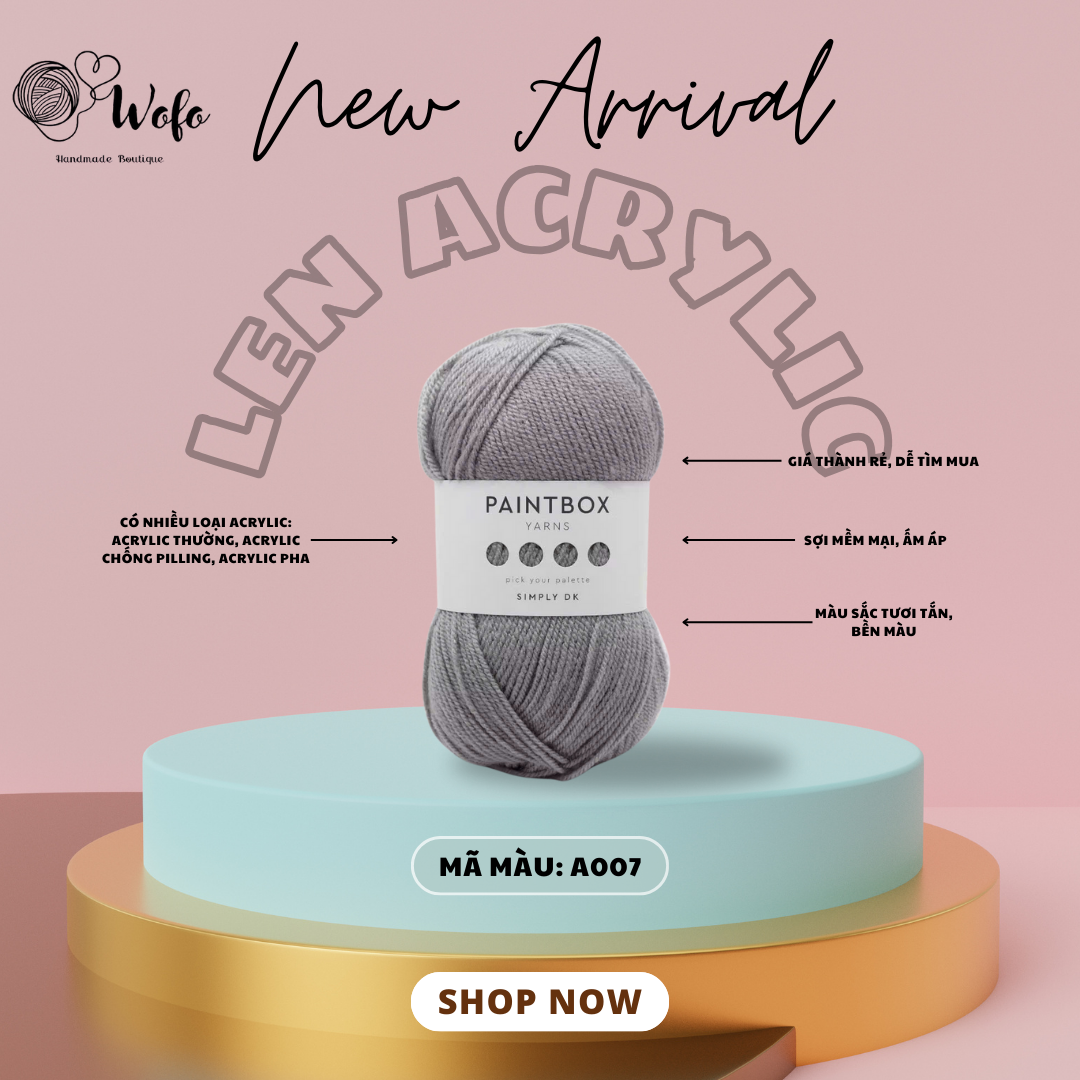 Wofo
Handmade Boutique
New Arrival
LEN ACRYLIC
GIÁ THÀNH RẺ, DỄ TÌM MUA
CÓ NHIỀU LOẠI ACRYLIC:
ACRYLIC THƯỜNG, ACRYLIC
CHỐNG PILLING, ACRYLIC PHA
SỢI MỀM MẠI, ẤM ÁP
MÀU SẮC TƯƠI TẮN,
BỀN MÀU
PAINTBOX
YARNS
pick your palette
SIMPLY DK
MÃ MÀU: A007
SHOP NOW